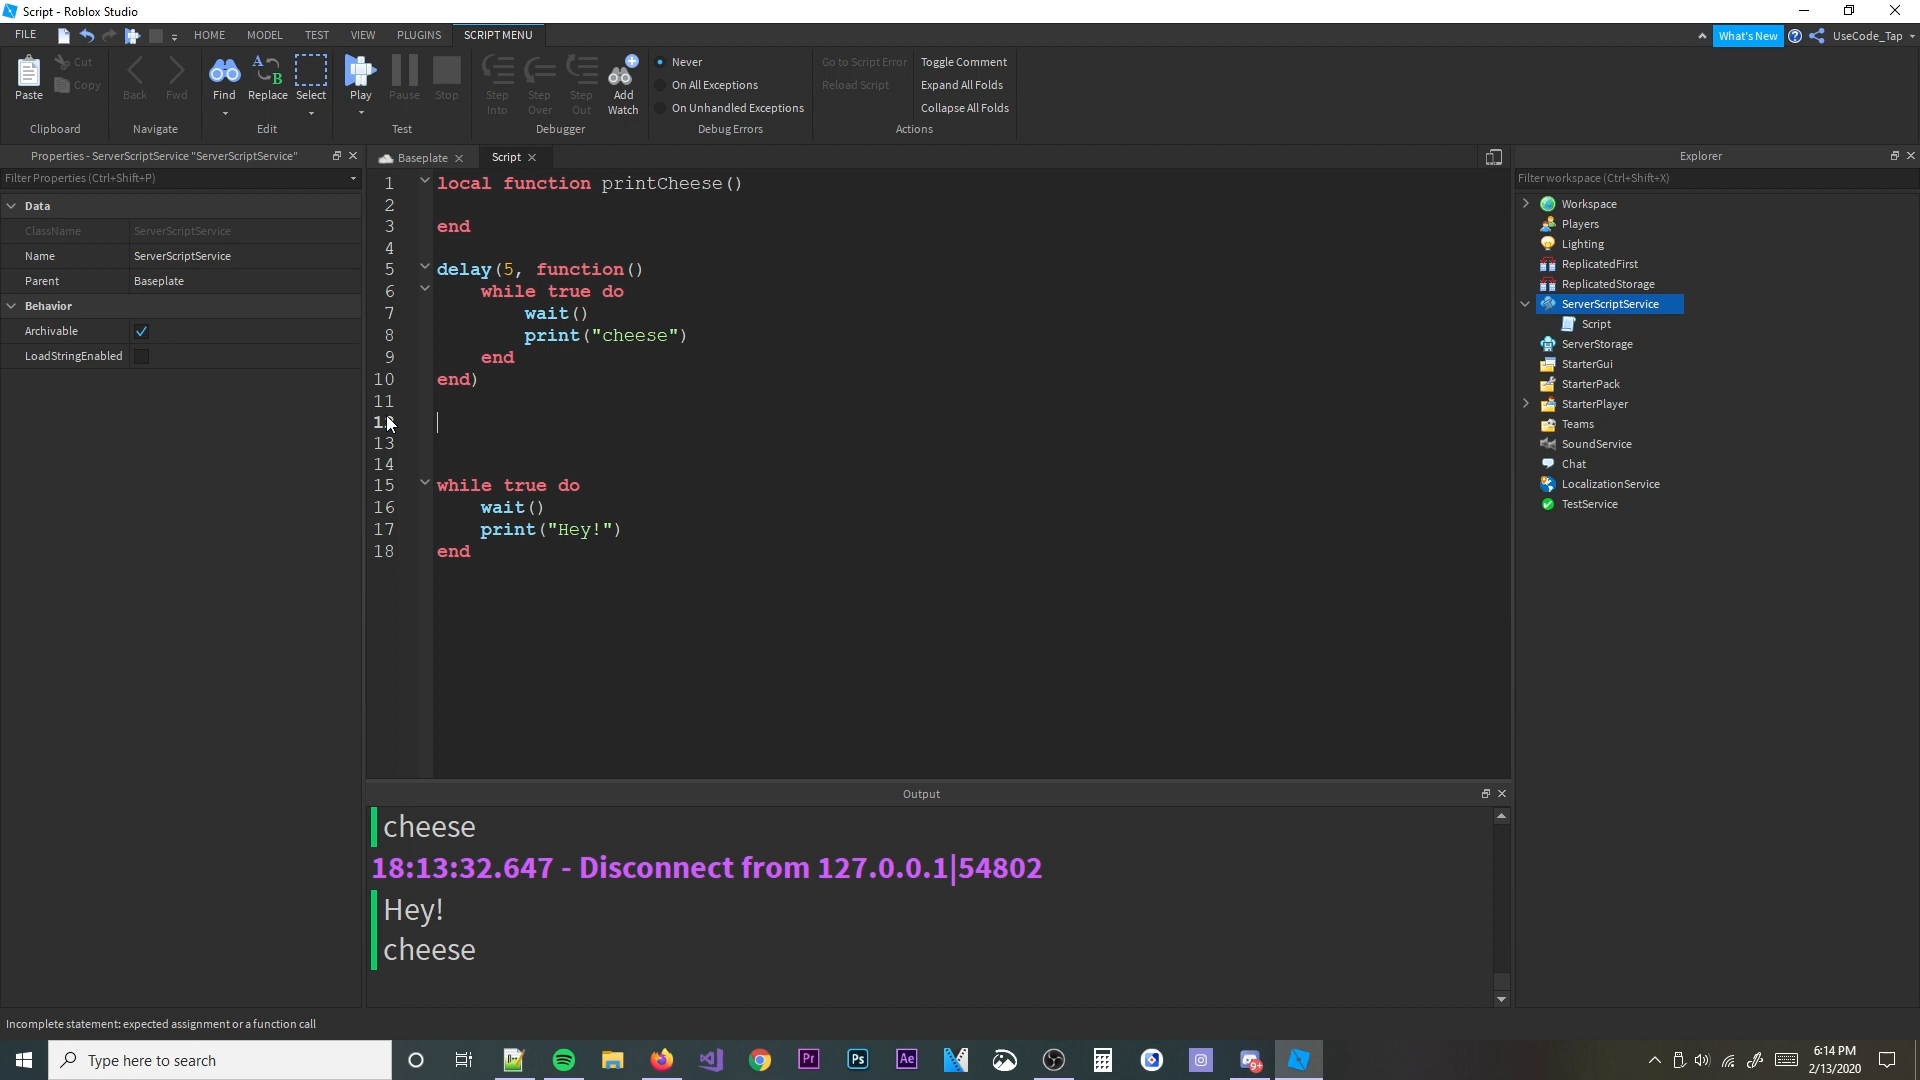 Script - Roblox Studio
FILE HOME MODEL TEST VIEW PLUGINS SCRIPT MENU What's New UseCode_Tap
Paste Cut Copy Back Fwd Find Replace Select Play Pause Stop Step Into Step Over Step Out Add Watch
Never
On All Exceptions
On Unhandled Exceptions
Go to Script Error
Reload Script
Toggle Comment
Expand All Folds
Collapse All Folds
Clipboard Navigate Edit Test Debugger Debug Errors Actions
Properties - ServerScriptService "ServerScriptService"
Filter Properties (Ctrl+Shift+P)
Data
ClassName ServerScriptService
Name ServerScriptService
Parent Baseplate
Behavior
Archivable
LoadStringEnabled
Baseplate Script
1 local function printCheese()
2
3 end
4
5 delay(5, function()
6 while true do
7 wait()
8 print("cheese")
9 end
10 end)
11
12
13
14
15 while true do
16 wait()
17 print("Hey!")
18 end
Output
cheese
18:13:32.647 - Disconnect from 127.0.0.1|54802
Hey!
cheese
Explorer
Filter workspace (Ctrl+Shift+X)
Workspace
Players
Lighting
ReplicatedFirst
ReplicatedStorage
ServerScriptService
Script
ServerStorage
StarterGui
StarterPack
StarterPlayer
Teams
SoundService
Chat
LocalizationService
TestService
Incomplete statement: expected assignment or a function call
Type here to search
Pr Ps Ae
9+
6:14 PM
2/13/2020